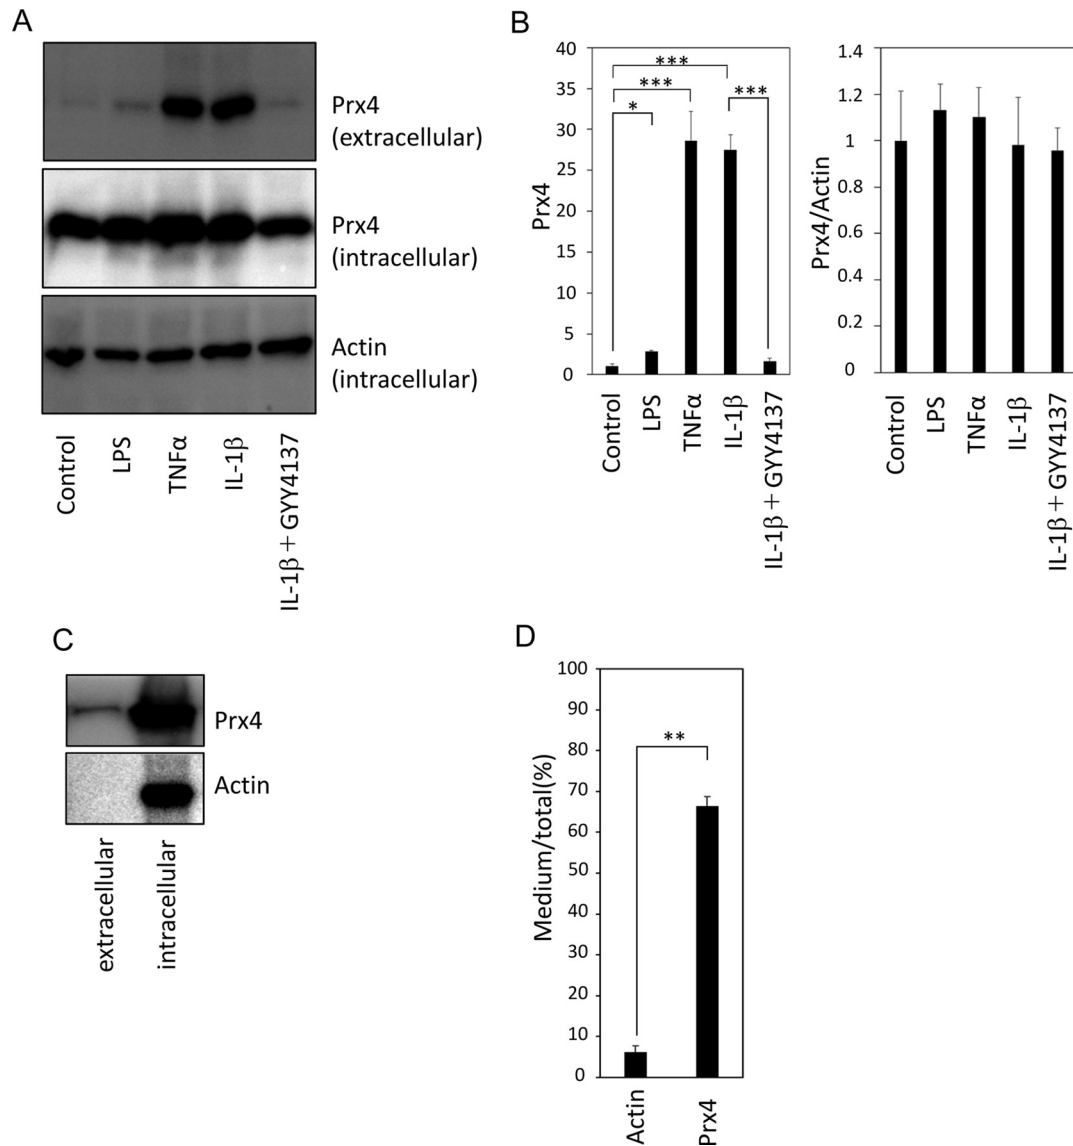 A
Prx4
(extracellular)
Prx4
(intracellular)
Actin
(intracellular)
Control
LPS
TNFα
IL-1β
IL-1β + GYY4137
B
Prx4
40
35
30
25
20
15
10
5
0
***
***
***
*
Control
LPS
TNFα
IL-1β
IL-1β + GYY4137
Prx4/Actin
1.4
1.2
1
0.8
0.6
0.4
0.2
0
Control
LPS
TNFα
IL-1β
IL-1β + GYY4137
C
Prx4
Actin
extracellular
intracellular
D
Medium/total(%)
100
90
80
70
60
50
40
30
20
10
0
**
Actin
Prx4